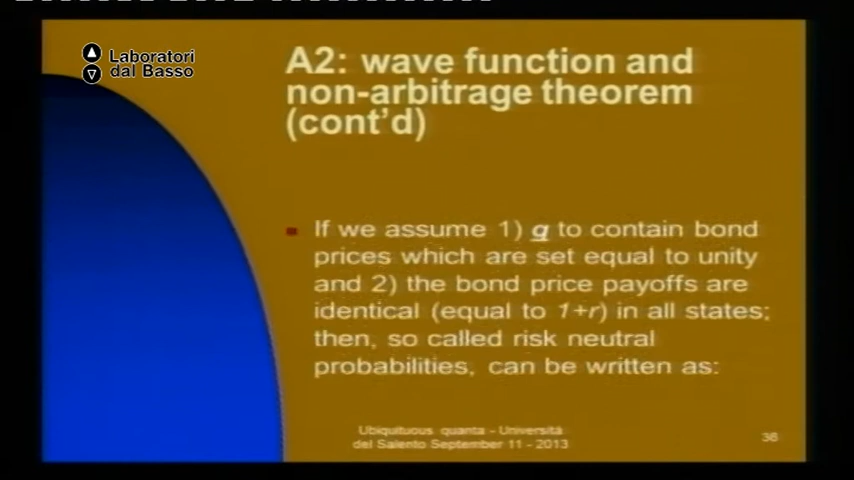 Laboratori
dal Basso
A2: wave function and
non-arbitrage theorem
(cont'd)
If we assume 1) q to contain bond
prices which are set equal to unity
and 2) the bond price payoffs are
identical (equal to 1+r) in all states;
then, so called risk neutral
probabilities, can be written as:
Ubiquituous quanta - Università
del Salento September 11 - 2013
36